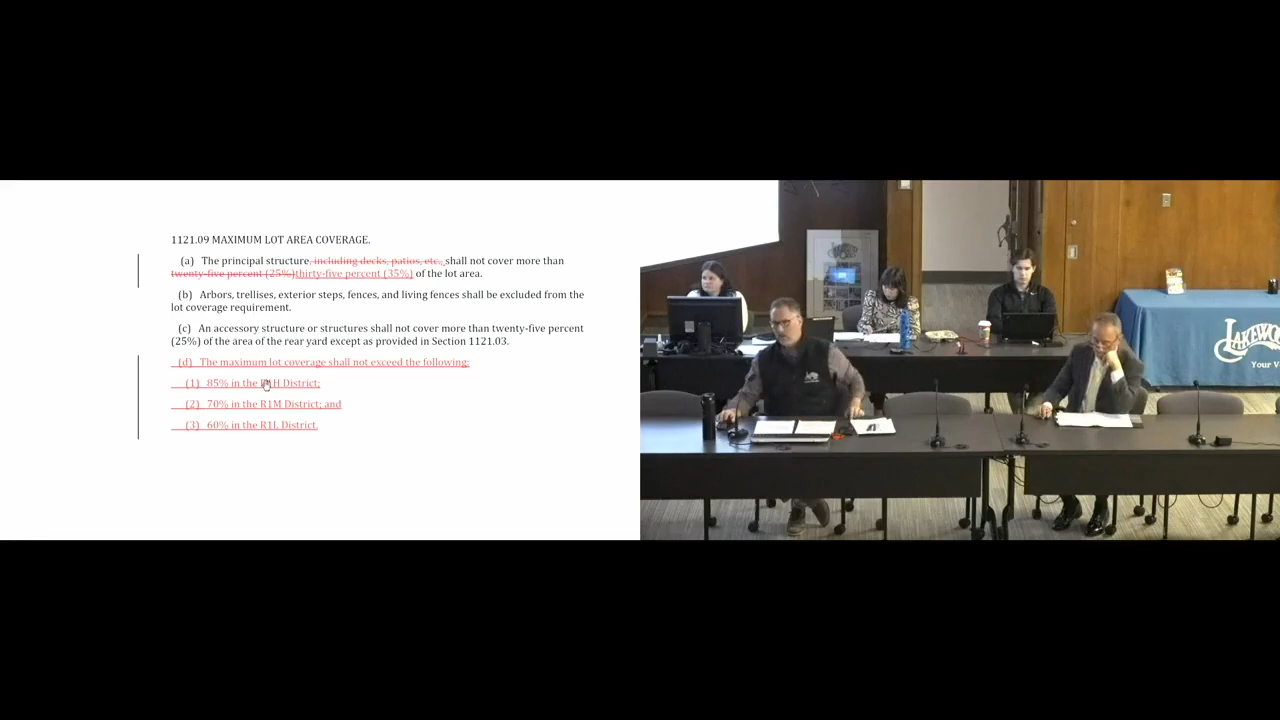 1121.09 MAXIMUM LOT AREA COVERAGE.
(a) The principal structure, including decks, patios, etc., shall not cover more than
twenty-five percent (25%)thirty-five percent (35%) of the lot area.
(b) Arbors, trellises, exterior steps, fences, and living fences shall be excluded from the
lot coverage requirement.
(c) An accessory structure or structures shall not cover more than twenty-five percent
(25%) of the area of the rear yard except as provided in Section 1121.03.
(d) The maximum lot coverage shall not exceed the following:
(1) 85% in the District;
(2) 70% in the R1M District; and
(3) 60% in the R1L District.
LAKEWO
Your V